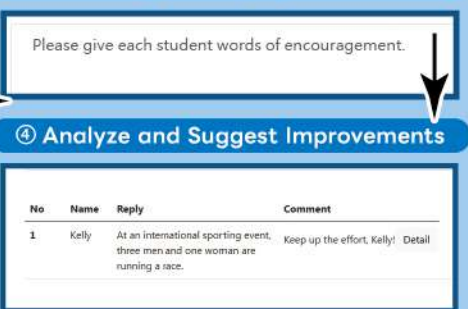 Please give each student words of encouragement.
④ Analyze and Suggest Improvements
No Name Reply Comment
1 Kelly At an international sporting event, Keep up the effort, Kelly! Detail
three men and one woman are
running a race.